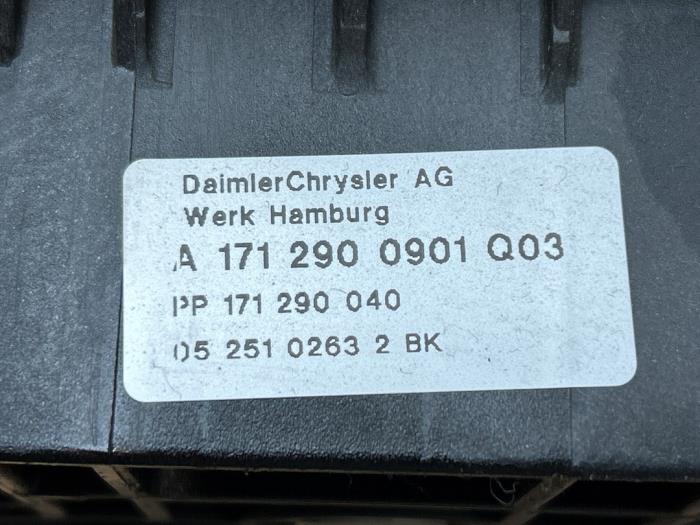 DaimlerChrysler AG
Werk Hamburg
A 171 290 0901 Q03
PP 171 290 040
05 251 0263 2 BK